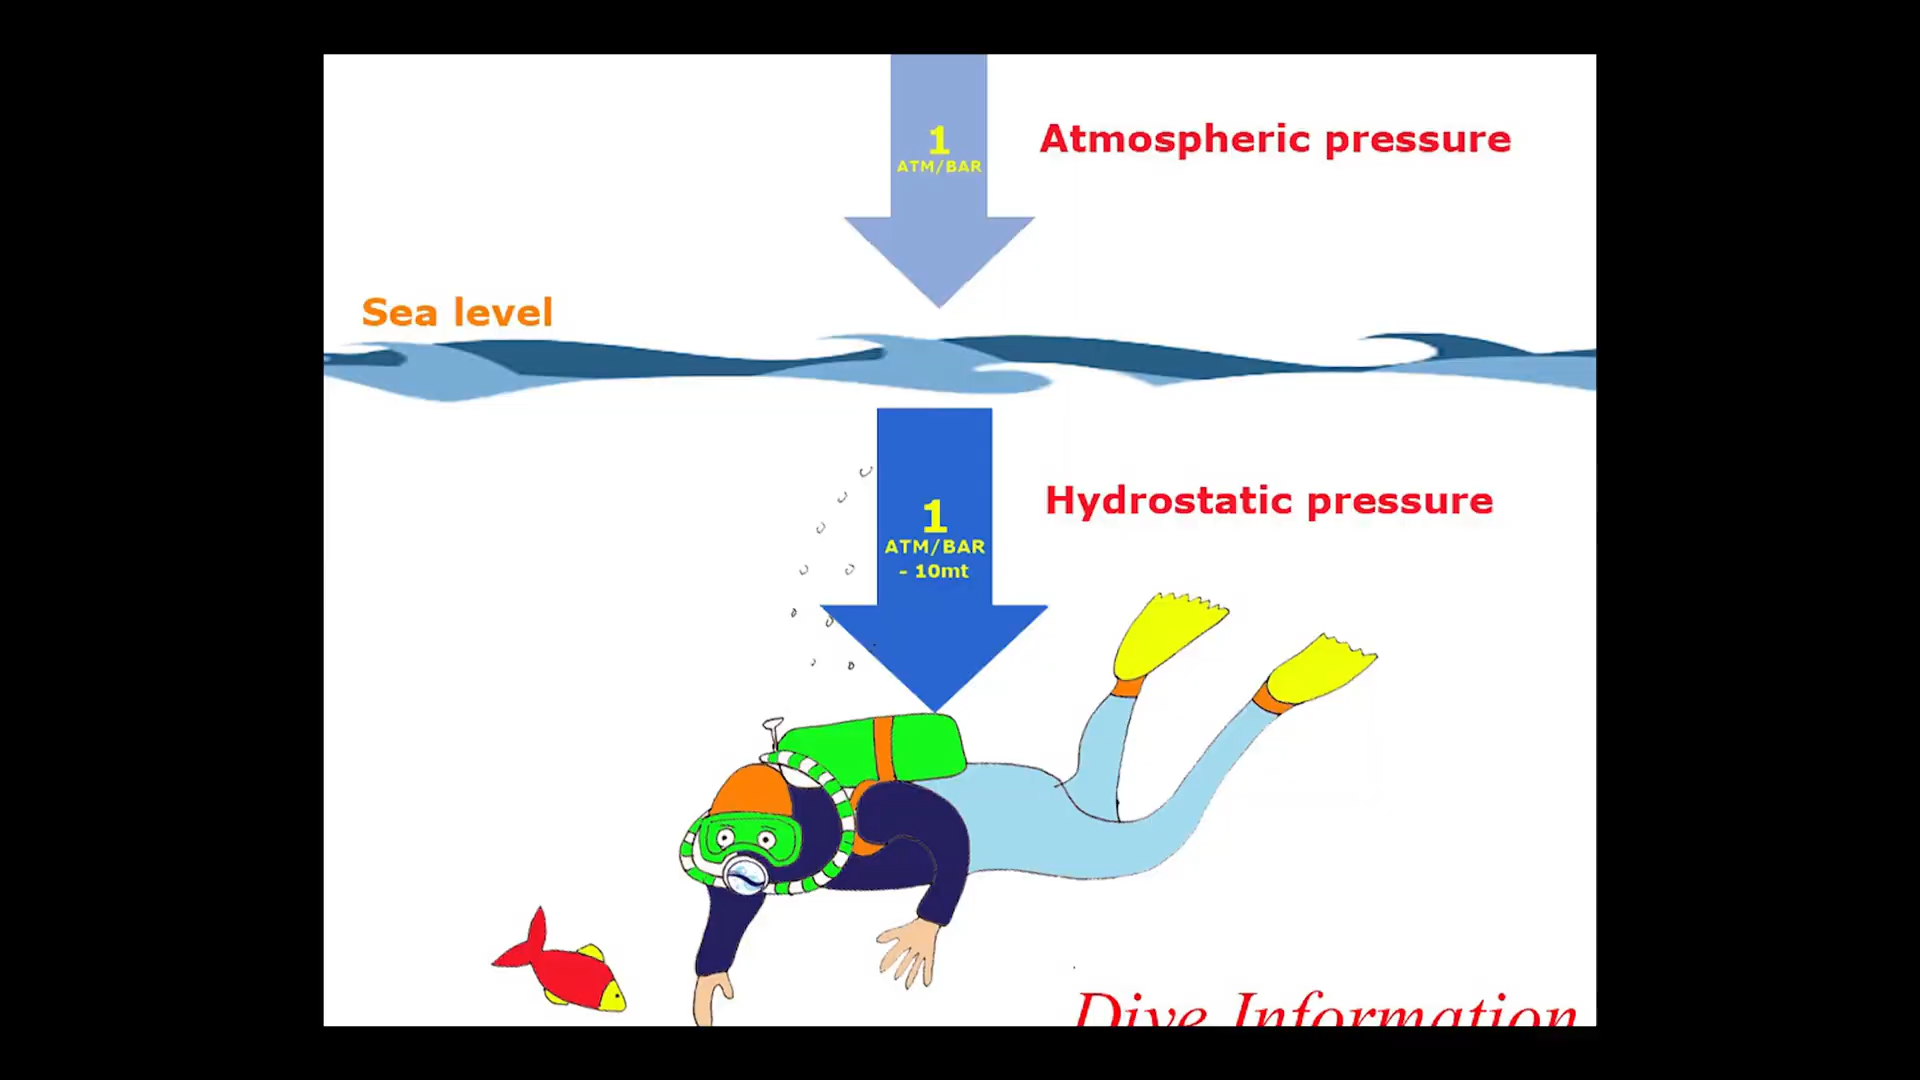 1
ATM/BAR
Atmospheric pressure
Sea level
1
ATM/BAR
- 10mt
Hydrostatic pressure
Dive Information